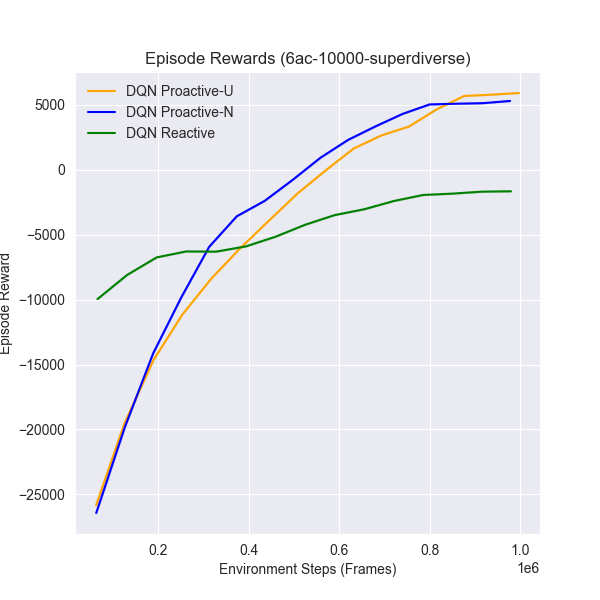 Episode Rewards (6ac-10000-superdiverse)
DQN Proactive-U
DQN Proactive-N
DQN Reactive
5000
0
−5000
−10000
−15000
−20000
−25000
Episode Reward
0.2 0.4 0.6 0.8 1.0
1e6
Environment Steps (Frames)